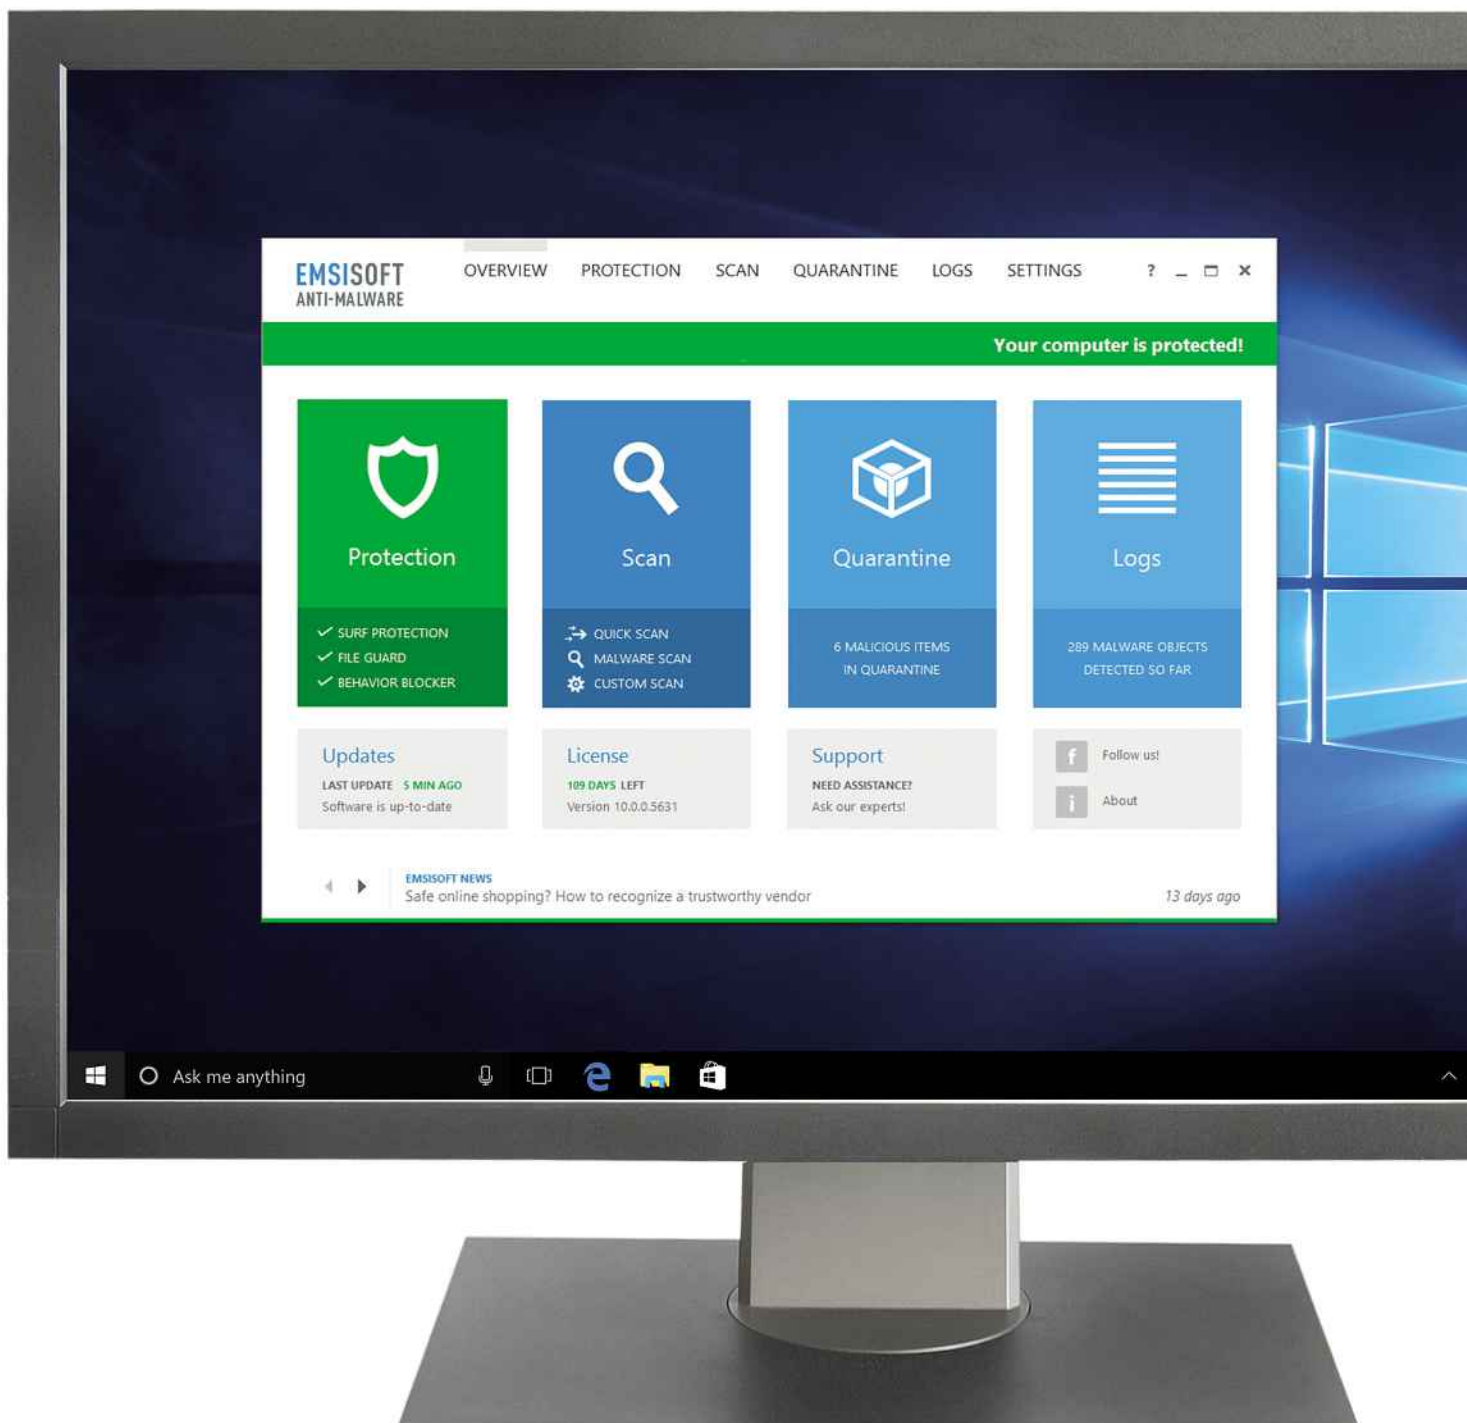 EMSISOFT
ANTI-MALWARE
OVERVIEW PROTECTION SCAN QUARANTINE LOGS SETTINGS ?
Your computer is protected!
Protection
SURF PROTECTION
FILE GUARD
BEHAVIOR BLOCKER
Scan
QUICK SCAN
MALWARE SCAN
CUSTOM SCAN
Quarantine
6 MALICIOUS ITEMS
IN QUARANTINE
Logs
289 MALWARE OBJECTS
DETECTED SO FAR
Updates
LAST UPDATE 5 MIN AGO
Software is up-to-date
License
109 DAYS LEFT
Version 10.0.0.5631
Support
NEED ASSISTANCE?
Ask our experts!
f Follow us!
i About
EMSISOFT NEWS
Safe online shopping? How to recognize a trustworthy vendor
13 days ago
Ask me anything